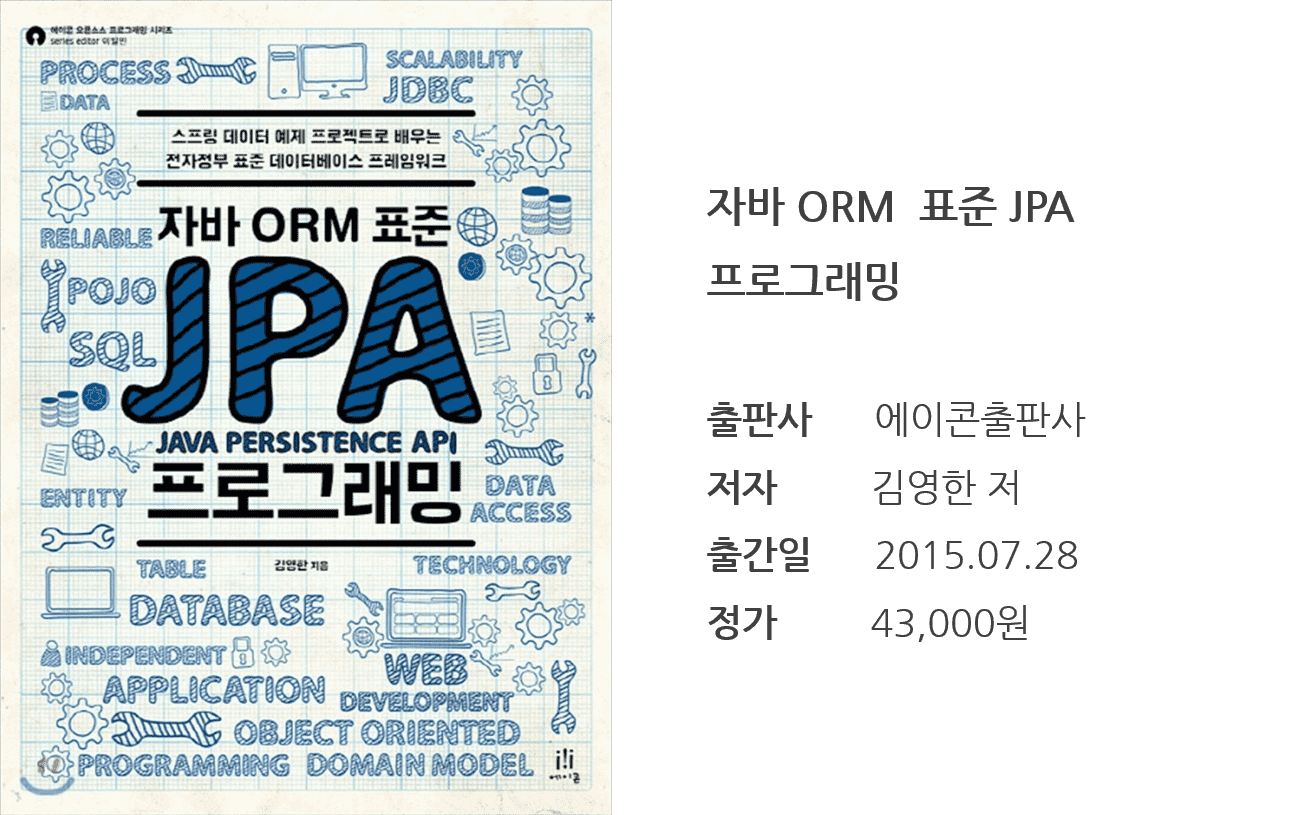 에이콘 오픈소스 프로그래밍 시리즈
series editor 이일민
PROCESS
SCALABILITY
JDBC
DATA
스프링 데이터 예제 프로젝트로 배우는
전자정부 표준 데이터베이스 프레임워크
자바 ORM 표준
RELIABLE
POJO
SQL
JPA
JAVA PERSISTENCE API
프로그래밍
ENTITY
DATA
ACCESS
TABLE
김영한 지음
TECHNOLOGY
DATABASE
INDEPENDENT
WEB
APPLICATION
DEVELOPMENT
OBJECT ORIENTED
PROGRAMMING DOMAIN MODEL
에이콘
자바 ORM 표준 JPA
프로그래밍
출판사 에이콘출판사
저자 김영한 저
출간일 2015.07.28
정가 43,000원